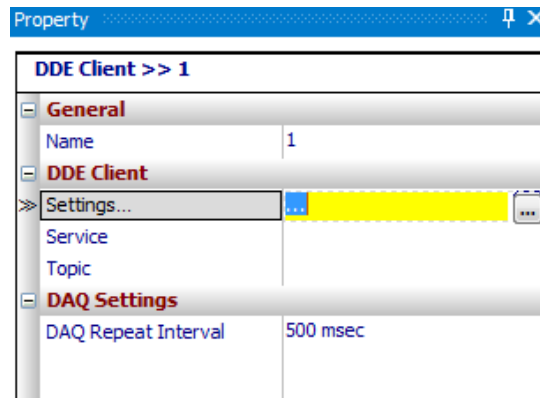 Property
DDE Client >> 1
General
Name 1
DDE Client
Settings... ...
...
Service
Topic
DAQ Settings
DAQ Repeat Interval 500 msec